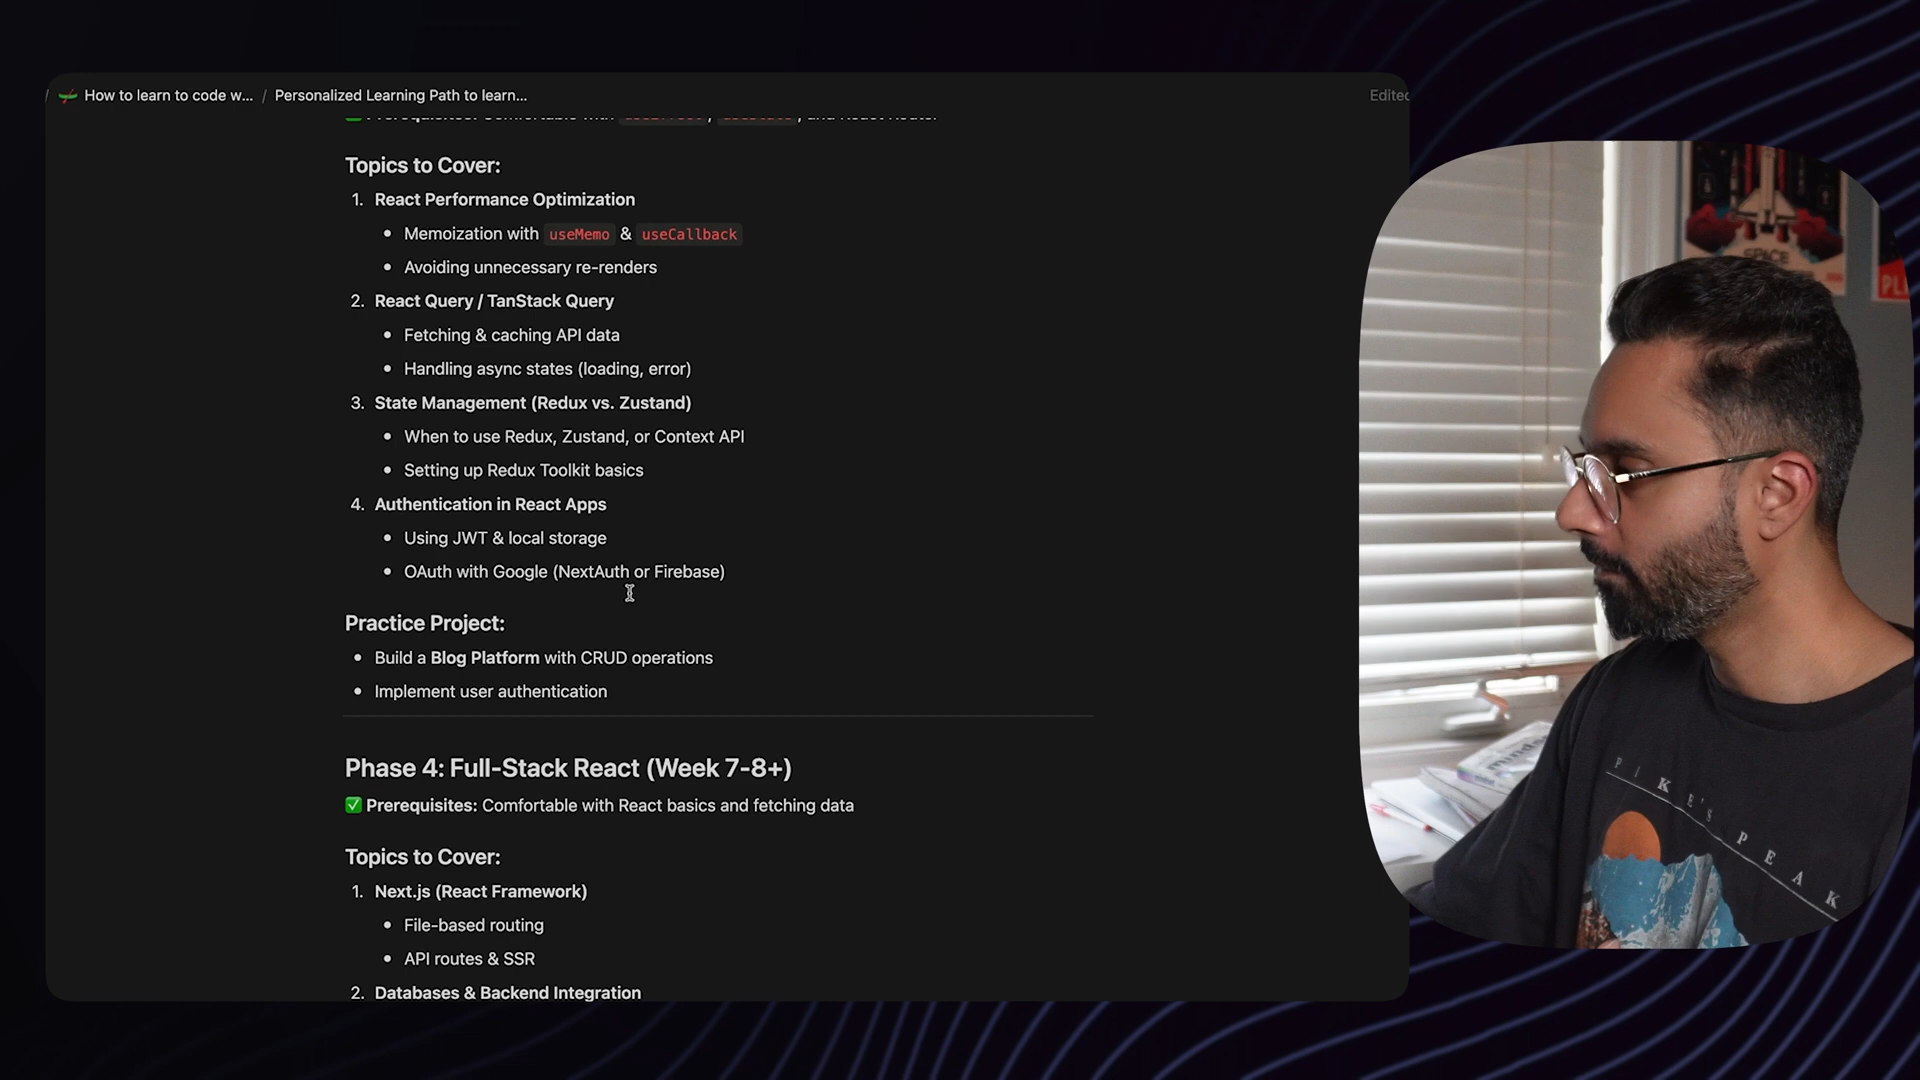 / How to learn to code w... / Personalized Learning Path to learn...
Edited
Topics to Cover:
1. React Performance Optimization
• Memoization with useMemo & useCallback
• Avoiding unnecessary re-renders
2. React Query / TanStack Query
• Fetching & caching API data
• Handling async states (loading, error)
3. State Management (Redux vs. Zustand)
• When to use Redux, Zustand, or Context API
• Setting up Redux Toolkit basics
4. Authentication in React Apps
• Using JWT & local storage
• OAuth with Google (NextAuth or Firebase)
Practice Project:
• Build a Blog Platform with CRUD operations
• Implement user authentication
Phase 4: Full-Stack React (Week 7-8+)
✅ Prerequisites: Comfortable with React basics and fetching data
Topics to Cover:
1. Next.js (React Framework)
• File-based routing
• API routes & SSR
2. Databases & Backend Integration
SPACE
PL
PIKE'S PEAK